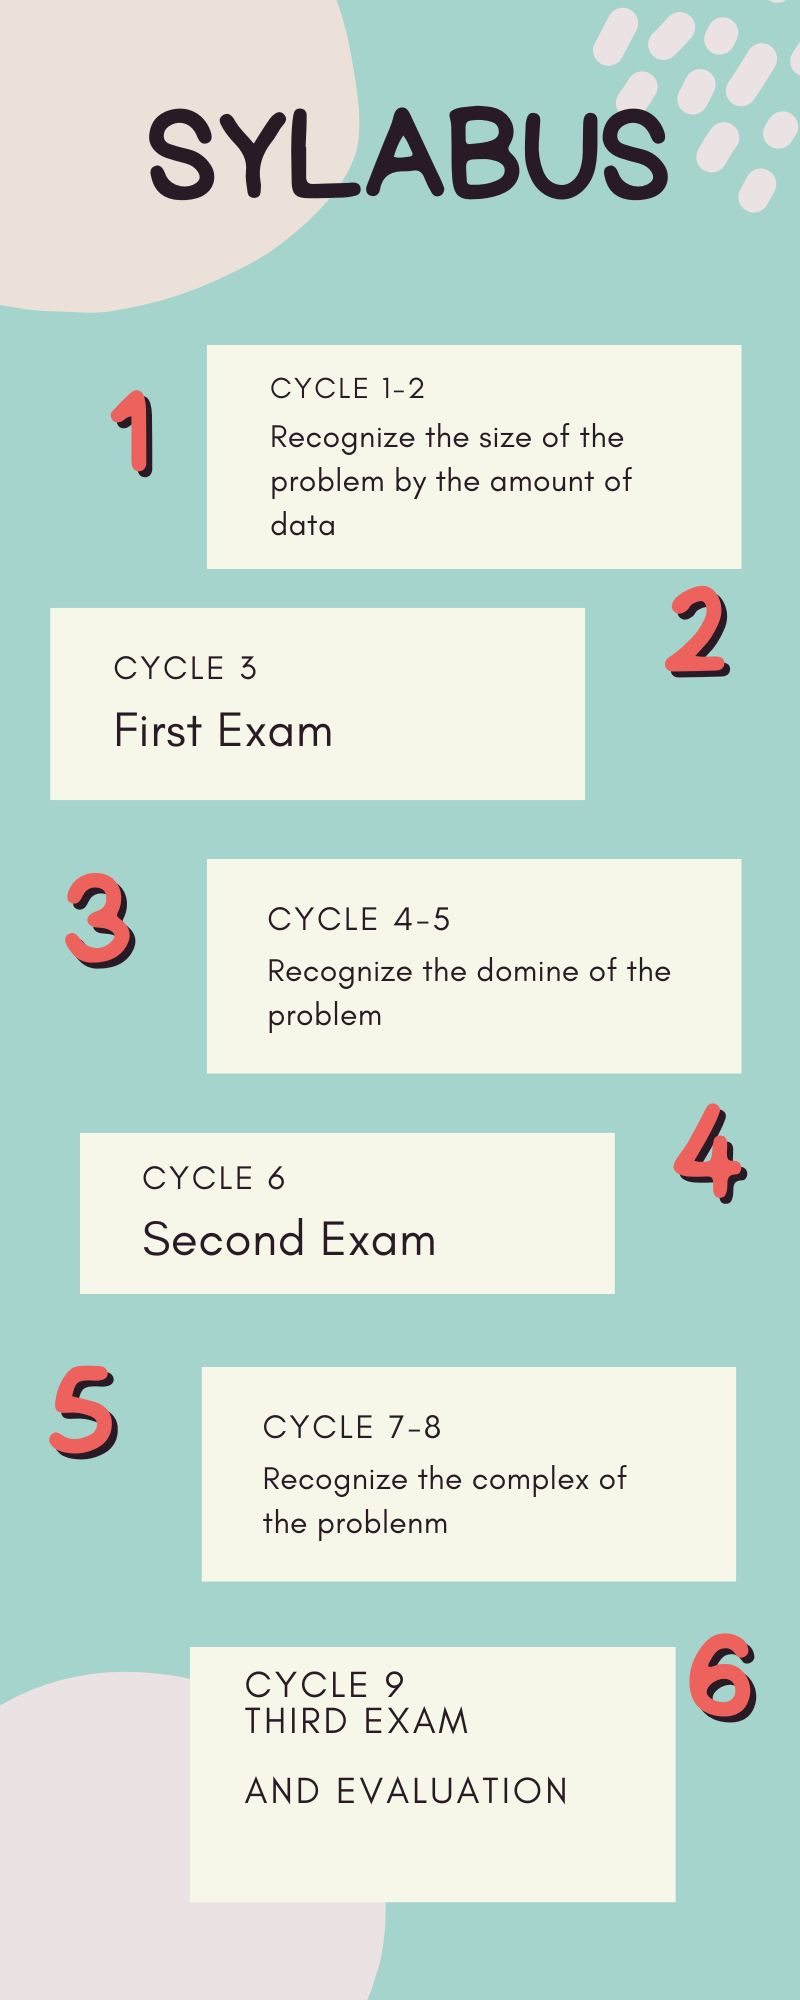 SYLABUS
1
CYCLE 1-2
Recognize the size of the
problem by the amount of
data
2
CYCLE 3
First Exam
3
CYCLE 4-5
Recognize the domine of the
problem
4
CYCLE 6
Second Exam
5
CYCLE 7-8
Recognize the complex of
the problenm
6
CYCLE 9
THIRD EXAM
AND EVALUATION